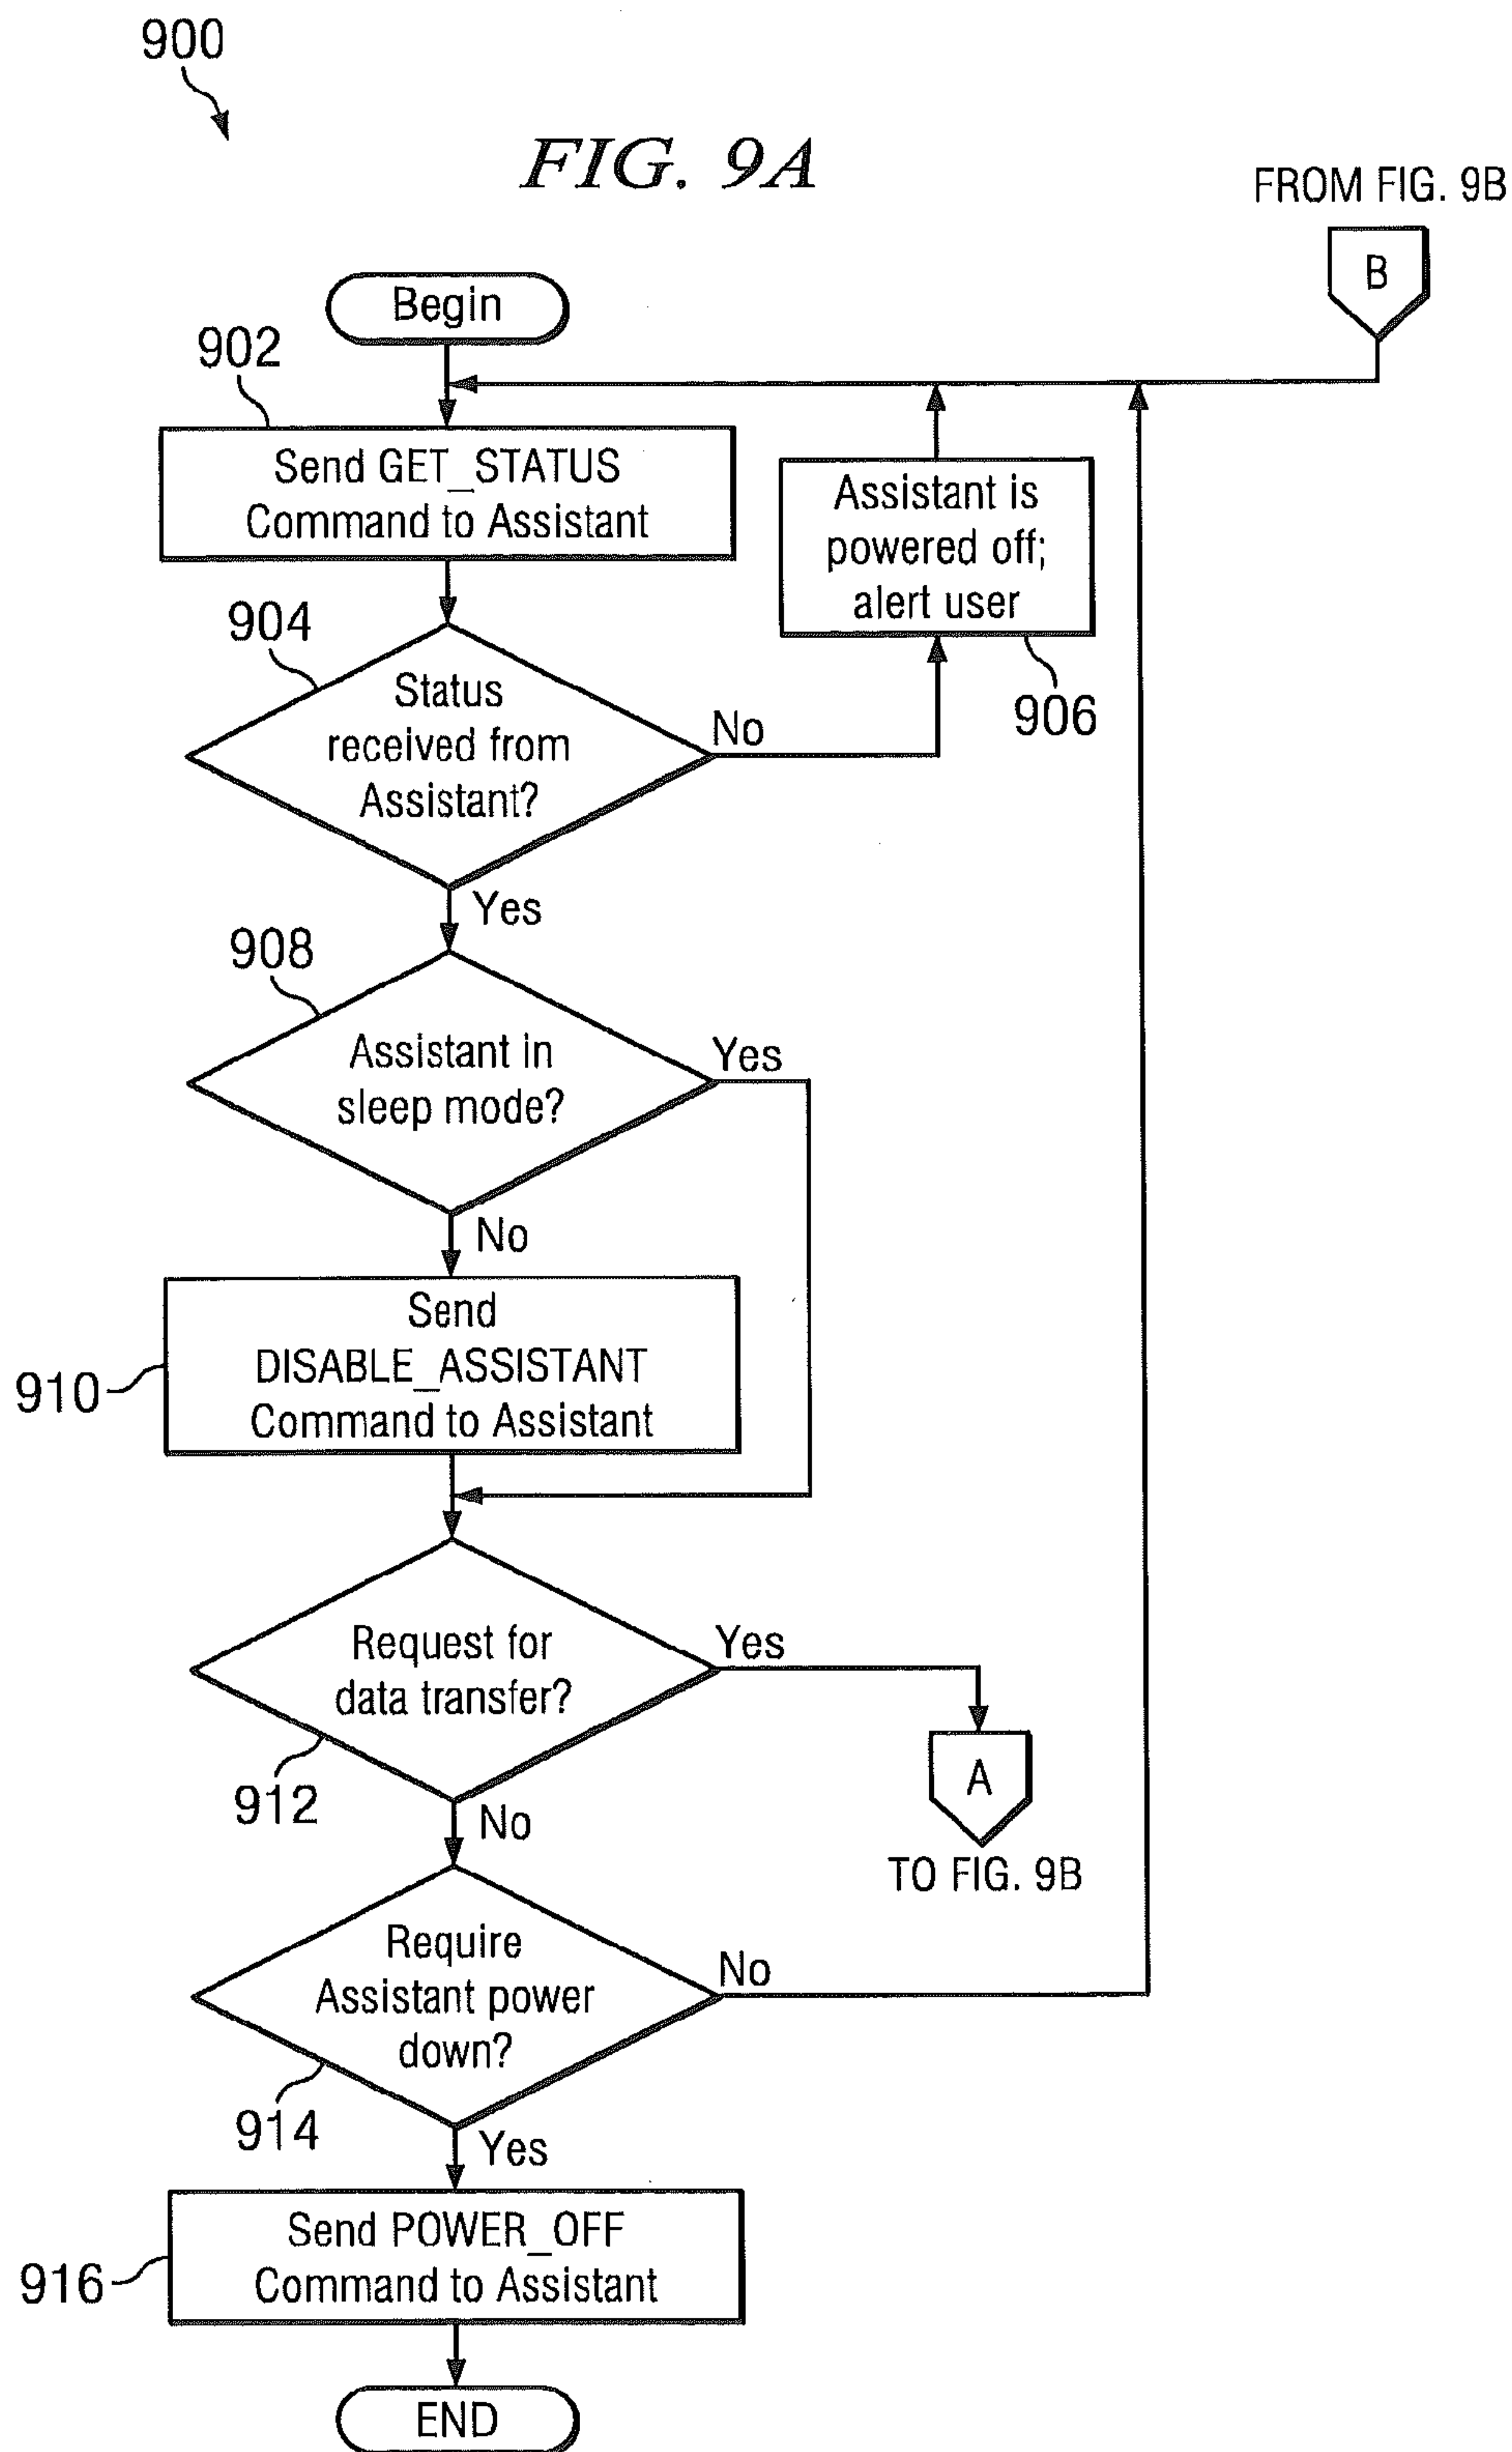 900
FIG. 9A
FROM FIG. 9B
B
Begin
902
Send GET_STATUS
Command to Assistant
Assistant is
powered off;
alert user
906
904
Status
received from
Assistant?
No
Yes
908
Assistant in
sleep mode?
Yes
No
910
Send
DISABLE_ASSISTANT
Command to Assistant
Request for
data transfer?
Yes
912
No
A
TO FIG. 9B
Require
Assistant power
down?
No
914
Yes
916
Send POWER_OFF
Command to Assistant
END